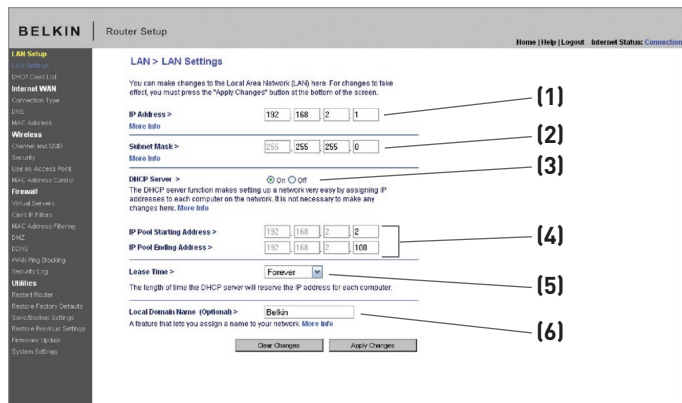 BELKIN Router Setup
Home | Help | Logout Internet Status: Connection
LAN Setup
LAN Settings
DHCP Client List
Internet WAN
Connection Type
DNS
MAC Address
Wireless
Channel and SSID
Security
Use as Access Point
MAC Address Control
Firewall
Virtual Servers
Client IP Filters
MAC Address Filtering
DMZ
DDNS
WAN Ping Blocking
Security Log
Utilities
Restart Router
Restore Factory Defaults
Save/Backup Settings
Restore Previous Settings
Firmware Update
System Settings
LAN > LAN Settings
You can make changes to the Local Area Network (LAN) here. For changes to take
effect, you must press the "Apply Changes" button at the bottom of the screen.
IP Address > 192 . 168 . 2 . 1 (1)
More Info
Subnet Mask > 255 . 255 . 255 . 0 (2)
More Info
DHCP Server > On Off (3)
The DHCP server function makes setting up a network very easy by assigning IP
addresses to each computer on the network. It is not necessary to make any
changes here. More Info
IP Pool Starting Address > 192 . 168 . 2 . 2 (4)
IP Pool Ending Address > 192 . 168 . 2 . 100
Lease Time > Forever (5)
The length of time the DHCP server will reserve the IP address for each computer.
Local Domain Name (Optional) > Belkin (6)
A feature that lets you assign a name to your network. More Info
Clear Changes Apply Changes